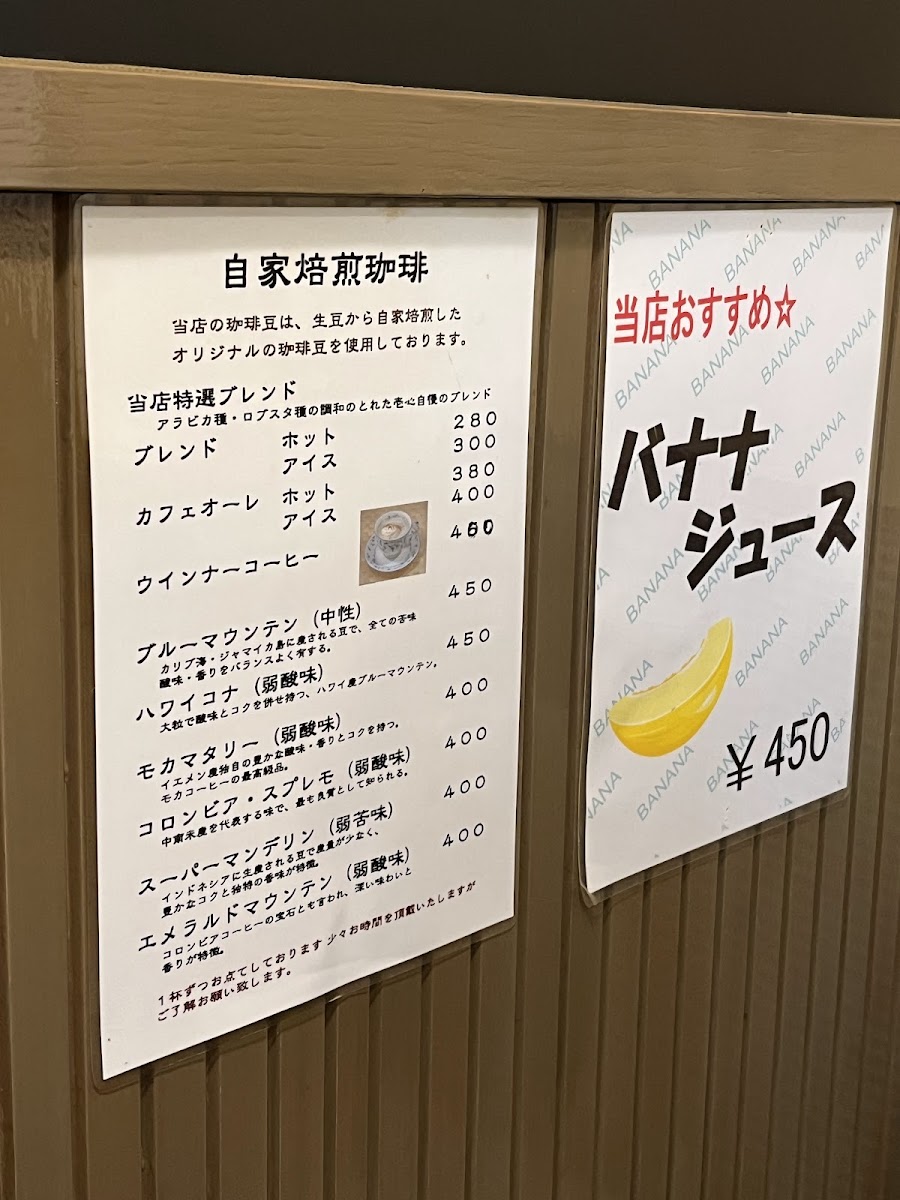 自家焙煎珈琲
当店の珈琲豆は、生豆から自家焙煎した
オリジナルの珈琲豆を使用しております。
当店特選ブレンド
アラビカ種・ロブスタ種の調和のとれた壱心自慢のブレンド
ブレンド ホット 280
アイス 300
カフェオーレ ホット 380
アイス 400
ウインナーコーヒー
ブルーマウンテン (中性) 450
カリブ海・ジャマイカ島に産される豆で、全ての苦味
酸味・香りをバランスよく有する。
ハワイコナ (弱酸味) 450
大粒で酸味とコクを併せ持つ、ハワイ産ブルーマウンテン。
モカマタリー (弱酸味) 400
イエメン産独自の豊かな酸味・香りとコクを持つ。
モカコーヒーの最高級品。
コロンビア・スプレモ (弱酸味) 400
中南米産を代表する味で、最も良質として知られる。
スーパーマンデリン (弱苦味) 400
インドネシアに生産される豆で産量が少なく、
豊かなコクと独特の香味が特徴。
エメラルドマウンテン (弱酸味) 400
コロンビアコーヒーの宝石とも言われ、深い味わいと
香りが特徴。
1杯ずつお点てしております 少々お時間を頂戴いたしますが
ご了解お願い致します。
当店おすすめ☆
バナナ
ジュース
¥450
BANANA